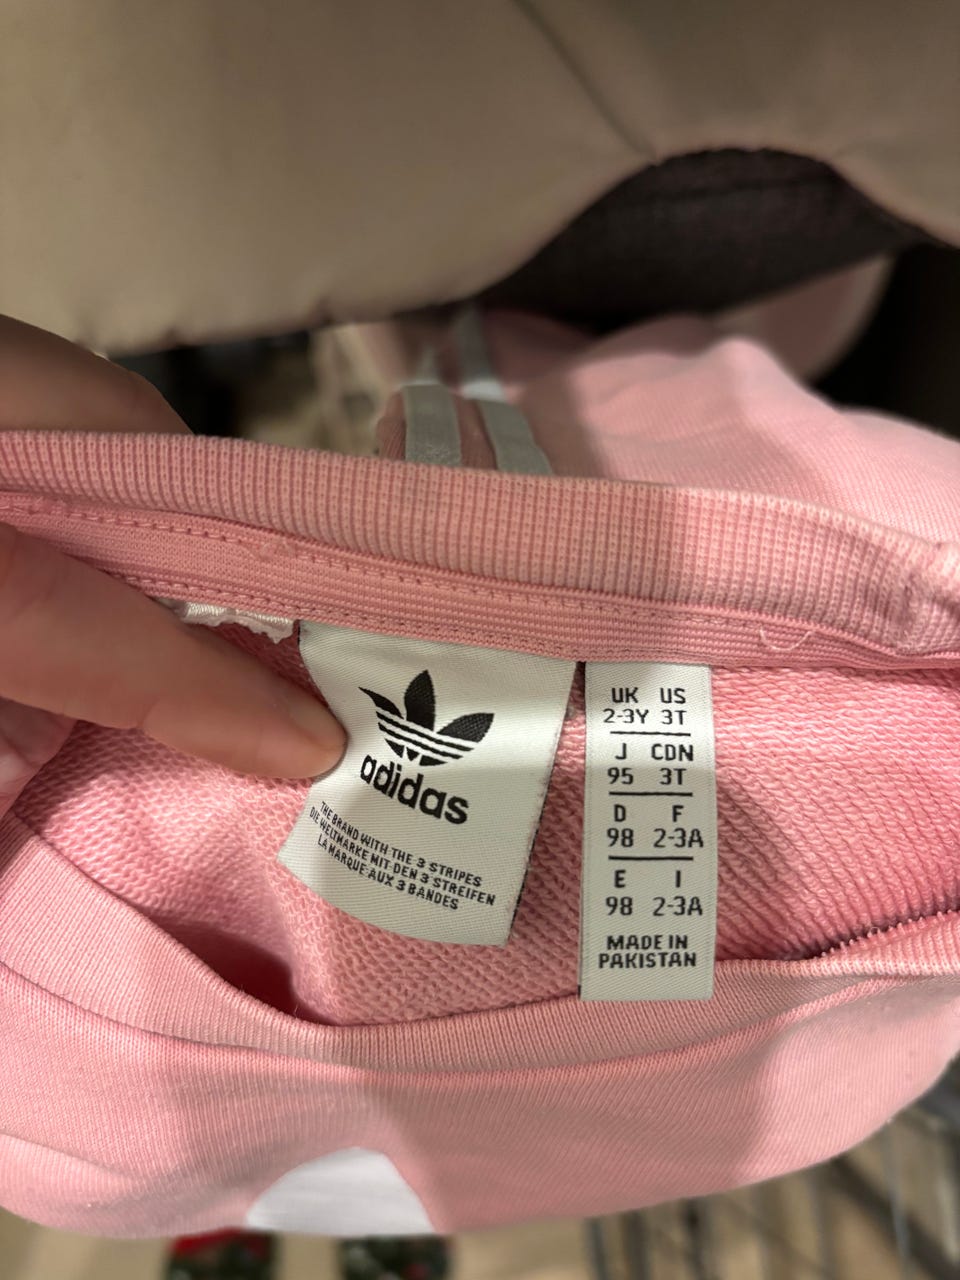 adidas
THE BRAND WITH THE 3 STRIPES
DIE WELTMARKE MIT DEN 3 STREIFEN
LA MARQUE AUX 3 BANDES
UK US
2-3Y 3T
J CDN
95 3T
D F
98 2-3A
E I
98 2-3A
MADE IN
PAKISTAN